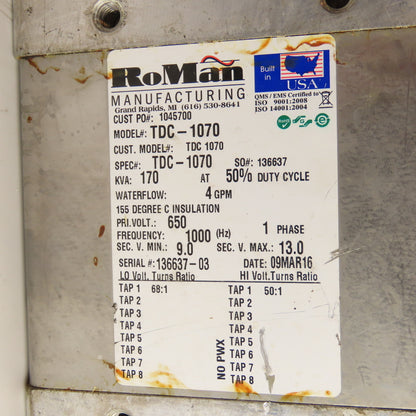 RoMan
MANUFACTURING
Grand Rapids, MI (616) 530-8641
Built in USA
QMS / EMS Certified to
ISO 9001:2008
ISO 14001:2004
CUST PO#: 1045700
MODEL#: TDC-1070
CUST. MODEL#: TDC 1070
SPEC#: TDC-1070 SO#: 136637
KVA: 170 AT 50% DUTY CYCLE
WATERFLOW: 4 GPM
155 DEGREE C INSULATION
PRI.VOLT.: 650 1 PHASE
FREQUENCY: 1000 (Hz)
SEC. V. MIN.: 9.0 SEC. V. MAX.: 13.0
SERIAL#: 136637-03 DATE: 09MAR16
LO Volt. Turns Ratio HI Volt.Turns Ratio
TAP 1 68:1 TAP 1 50:1
TAP 2 TAP 2
TAP 3 TAP 3
TAP 4 TAP 4
TAP 5 TAP 5
TAP 6 TAP 6
TAP 7 TAP 7
TAP 8 TAP 8
NO PWX